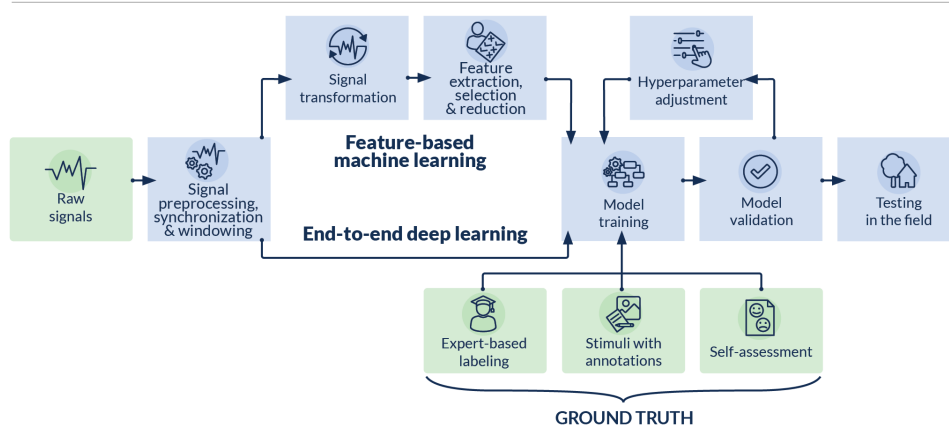 Signal
transformation
Feature
extraction,
selection
& reduction
Hyperparameter
adjustment
Feature-based
machine learning
Raw
signals
Signal
preprocessing,
synchronization
& windowing
Model
training
Model
validation
Testing
in the field
End-to-end deep learning
Expert-based
labeling
Stimuli with
annotations
Self-assessment
GROUND TRUTH